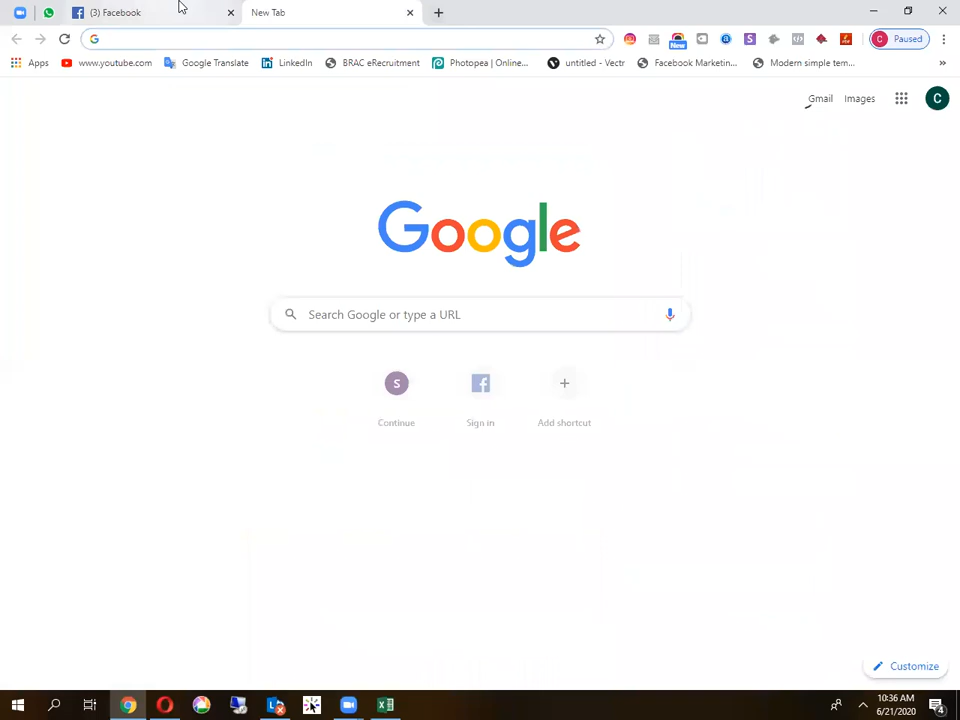 (3) Facebook
New Tab
New
C
Paused
Apps
www.youtube.com
Google Translate
LinkedIn
BRAC eRecruitment
Photopea | Online...
untitled - Vectr
Facebook Marketin...
Modern simple tem...
»
Gmail
Images
C
Google
Search Google or type a URL
S
Continue
Sign in
Add shortcut
Customize
10:36 AM
6/21/2020
4